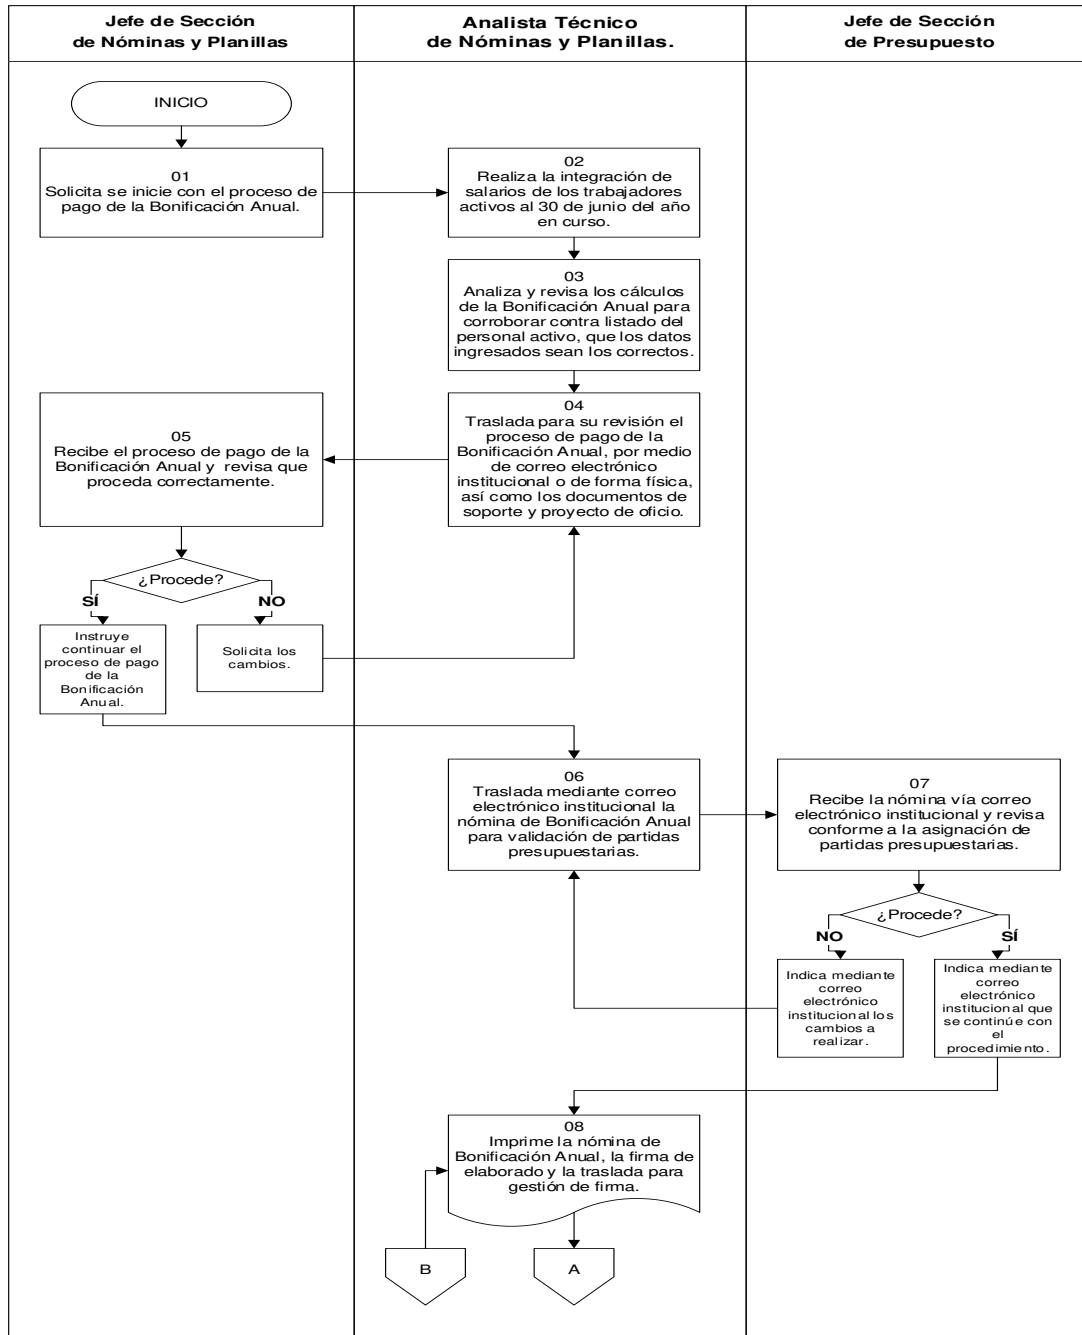 Jefe de Sección
de Nóminas y Planillas
Analista Técnico
de Nóminas y Planillas.
Jefe de Sección
de Presupuesto
INICIO
01
Solicita se inicie con el proceso de
pago de la Bonificación Anual.
02
Realiza la integración de
salarios de los trabajadores
activos al 30 de junio del año
en curso.
03
Analiza y revisa los cálculos
de la Bonificación Anual para
corroborar contra listado del
personal activo, que los datos
ingresados sean los correctos.
04
Traslada para su revisión el
proceso de pago de la
Bonificación Anual, por medio
de correo electrónico
institucional o de forma física,
así como los documentos de
soporte y proyecto de oficio.
05
Recibe el proceso de pago de la
Bonificación Anual y revisa que
proceda correctamente.
¿Procede?
SÍ
NO
Instruye
continuar el
proceso de pago
de la
Bonificación
Anual.
Solicita los
cambios.
06
Traslada mediante correo
electrónico institucional la
nómina de Bonificación Anual
para validación de partidas
presupuestarias.
07
Recibe la nómina vía correo
electrónico institucional y revisa
conforme a la asignación de
partidas presupuestarias.
¿Procede?
NO
SÍ
Indica mediante
correo
electrónico
institucional los
cambios a
realizar.
Indica mediante
correo
electrónico
institucional que
se continúe con
el
procedimiento.
08
Imprime la nómina de
Bonificación Anual, la firma de
elaborado y la traslada para
gestión de firma.
B
A